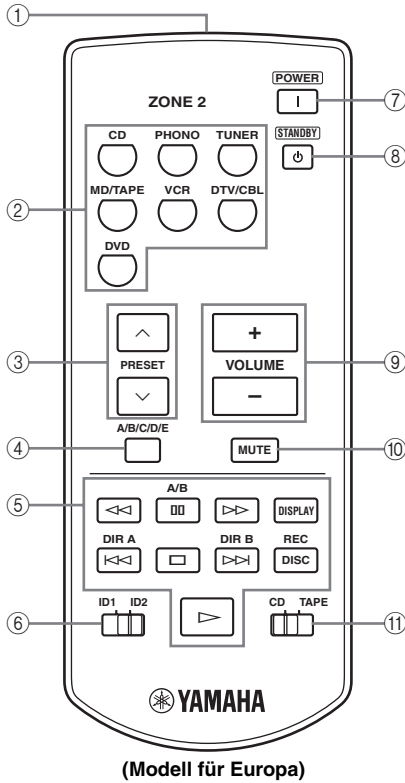 ①
POWER
ZONE 2
⑦
CD PHONO TUNER
STANDBY
⑧
②
MD/TAPE VCR DTV/CBL
DVD
③
PRESET
+
VOLUME
–
⑨
④
A/B/C/D/E
MUTE
⑩
⑤
A/B
DISPLAY
DIR A DIR B REC
DISC
⑥
ID1 ID2
CD TAPE
⑪
YAMAHA
(Modell für Europa)